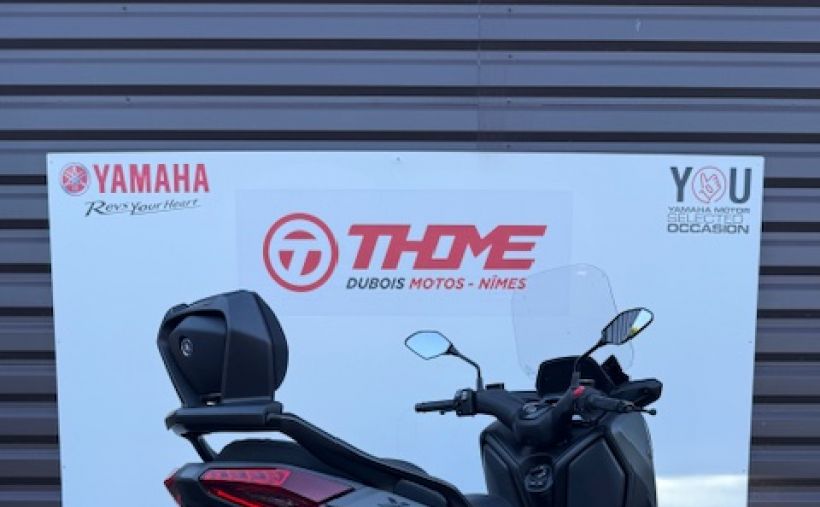 YAMAHA
Revs Your Heart
YOU
YAMAHA MOTOR
SELECTED
OCCASION
THOME
DUBOIS MOTOS - NÎMES